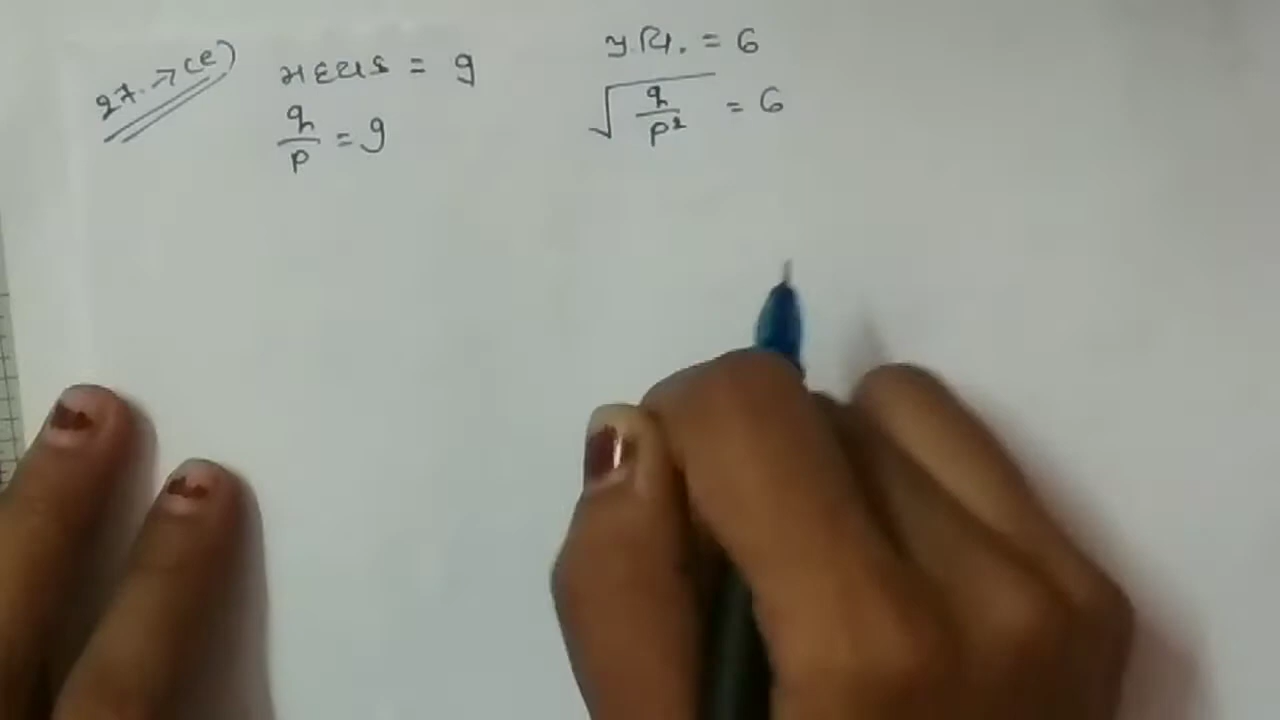 27. → (e)
મધ્યક = 9
q/p = 9
પ્ર.વિ. = 6
√(q/p²) = 6